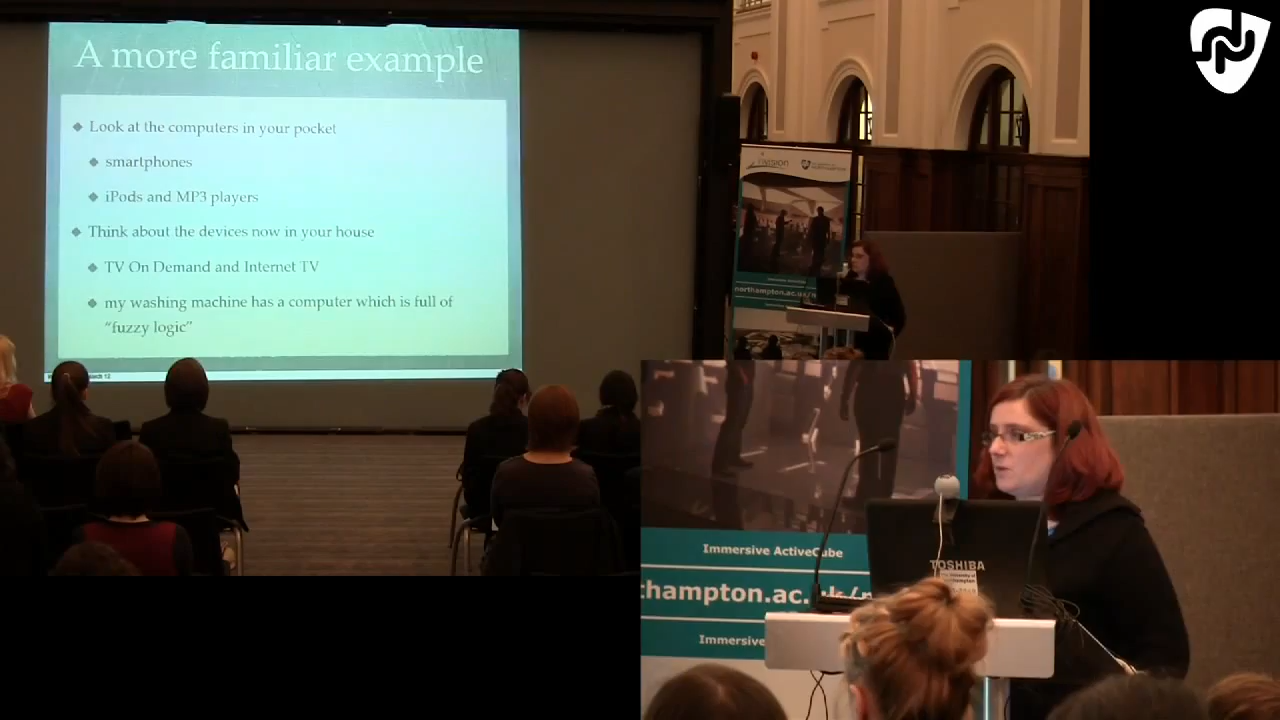 A more familiar example
◆ Look at the computers in your pocket
◆ smartphones
◆ iPods and MP3 players
◆ Think about the devices now in your house
◆ TV On Demand and Internet TV
◆ my washing machine has a computer which is full of
“fuzzy logic”
northampton.ac.uk/
Immersive ActiveCube
thampton.ac.uk/
Immersive
TOSHIBA